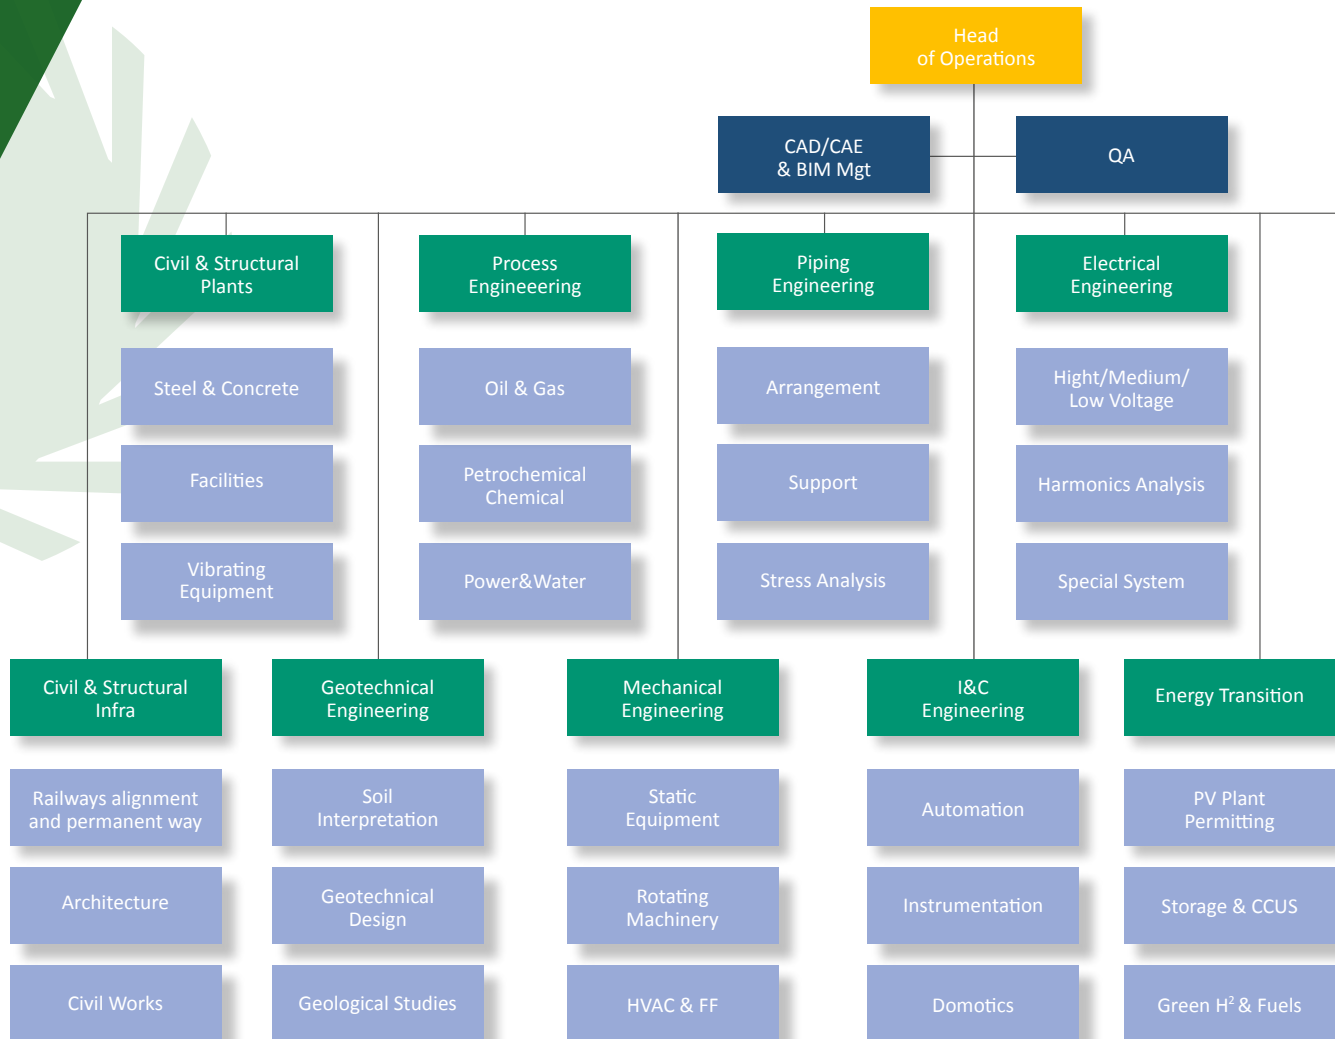 Head
of Operations
CAD/CAE
& BIM Mgt
QA
Civil & Structural
Plants
Process
Engineeering
Piping
Engineering
Electrical
Engineering
Steel & Concrete
Oil & Gas
Arrangement
Hight/Medium/
Low Voltage
Facilities
Petrochemical
Chemical
Support
Harmonics Analysis
Vibrating
Equipment
Power&Water
Stress Analysis
Special System
Civil & Structural
Infra
Geotechnical
Engineering
Mechanical
Engineering
I&C
Engineering
Energy Transition
Railways alignment
and permanent way
Soil
Interpretation
Static
Equipment
Automation
PV Plant
Permitting
Architecture
Geotechnical
Design
Rotating
Machinery
Instrumentation
Storage & CCUS
Civil Works
Geological Studies
HVAC & FF
Domotics
Green H² & Fuels